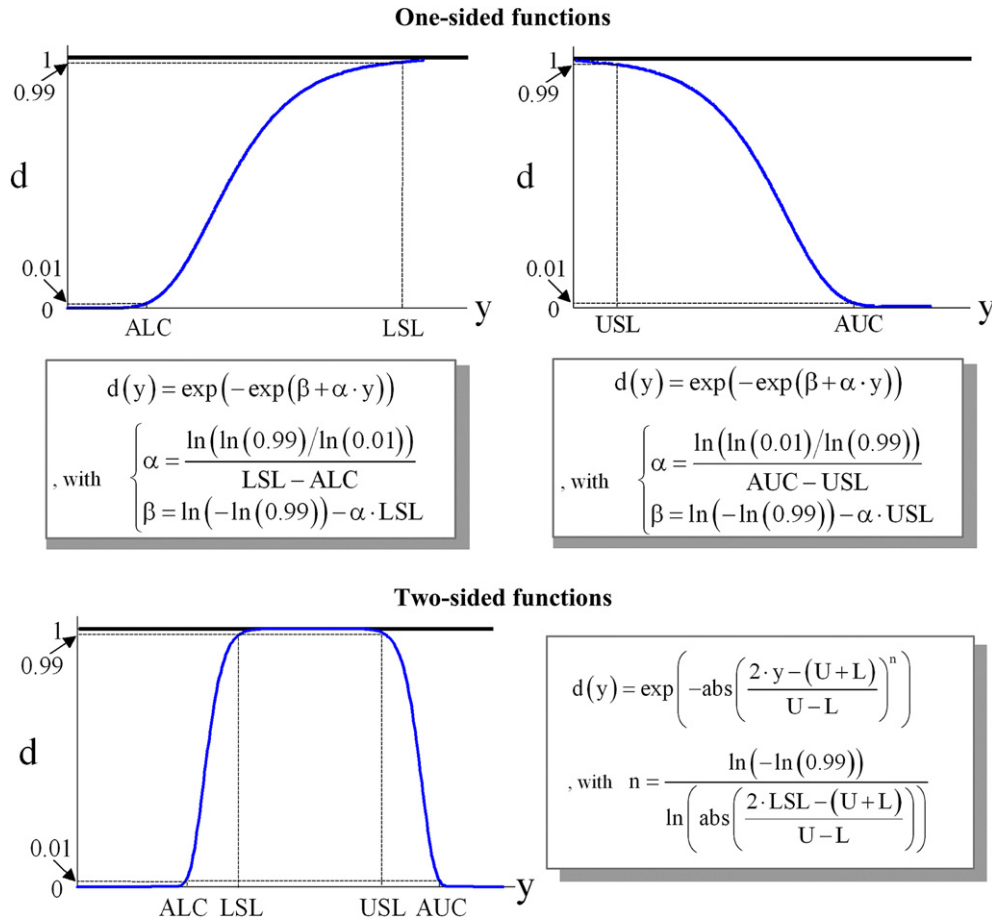 One-sided functions
1
0.99
d
0.01
0
ALC
LSL
y
1
0.99
d
0.01
0
USL
AUC
y
d(y) = exp(−exp(β + α · y))
, with
α = ln(ln(0.99)/ln(0.01)) / LSL − ALC
β = ln(−ln(0.99)) − α · LSL
d(y) = exp(−exp(β + α · y))
, with
α = ln(ln(0.01)/ln(0.99)) / AUC − USL
β = ln(−ln(0.99)) − α · USL
Two-sided functions
1
0.99
d
0.01
0
ALC LSL USL AUC
y
d(y) = exp(−abs(2 · y − (U + L) / U − L)^n)
, with n = ln(−ln(0.99)) / ln(abs(2 · LSL − (U + L) / U − L))